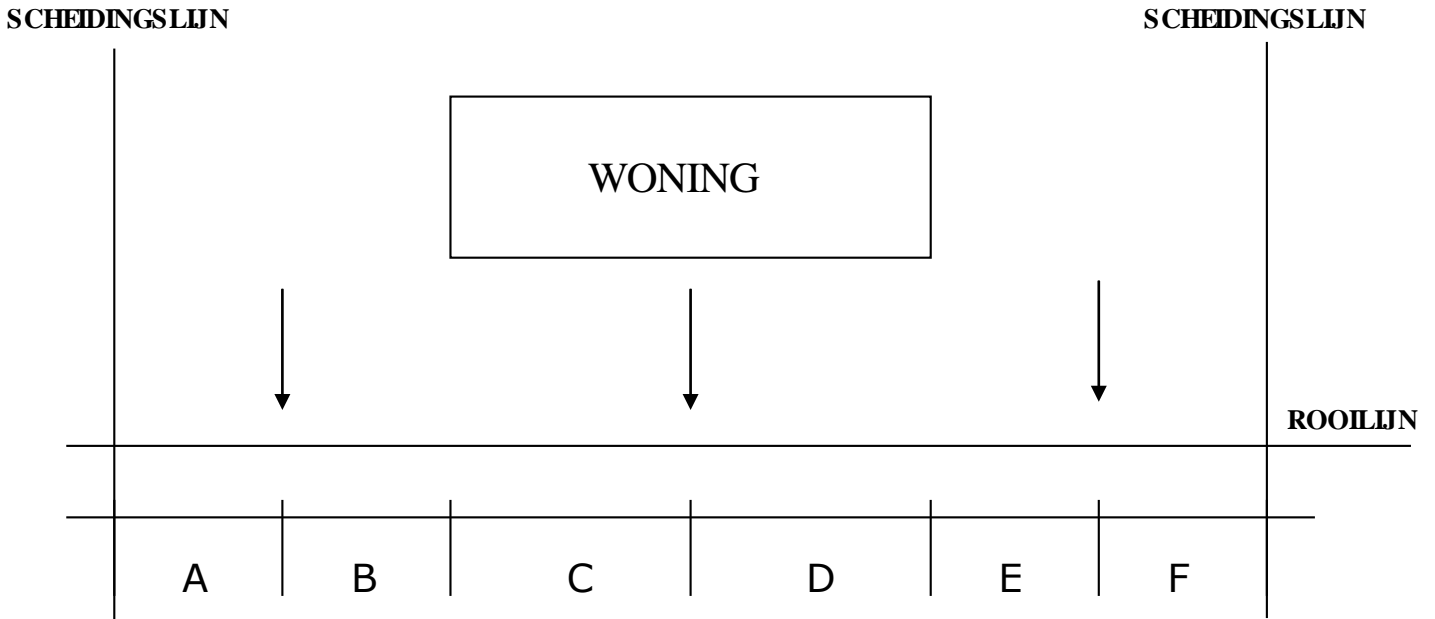 SCHEIDINGSLIJN SCHEIDINGSLIJN
WONING
ROOILIJN
A B C D E F